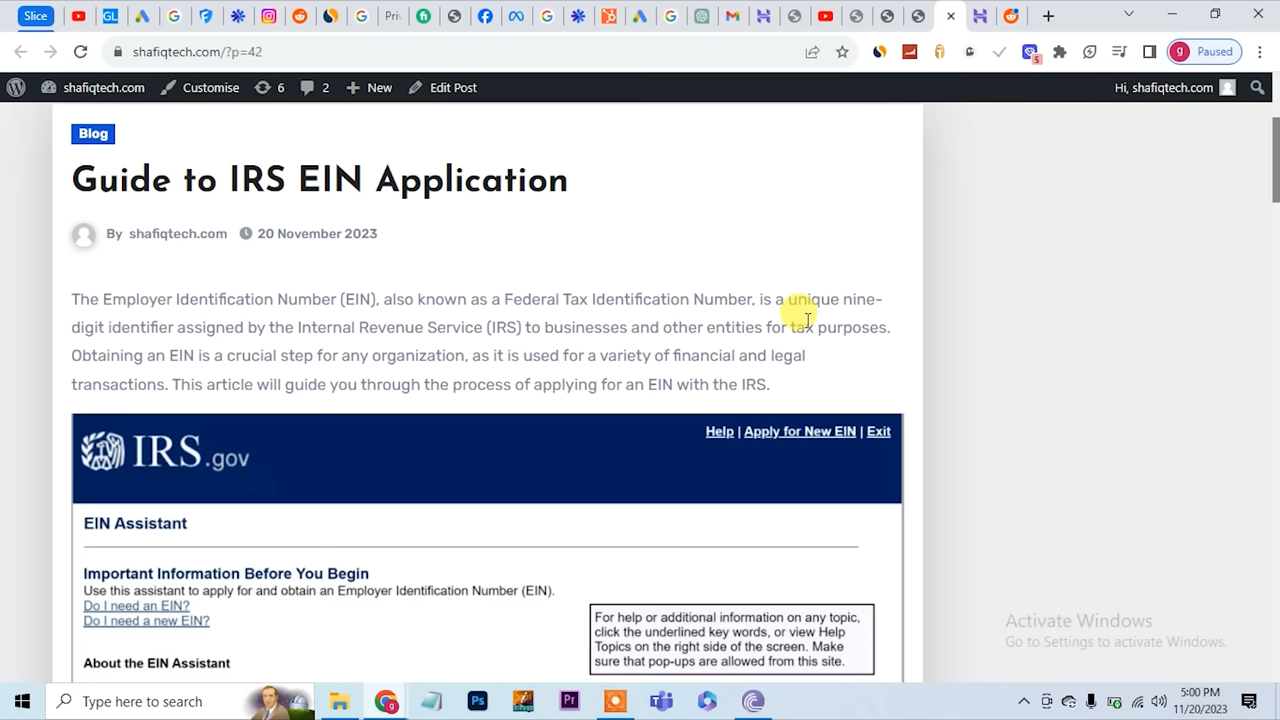 Slice
GL
G
Pri
G
G
shafiqtech.com/?p=42
5
g
Paused
shafiqtech.com
Customise
6
2
New
Edit Post
Hi, shafiqtech.com
Blog
Guide to IRS EIN Application
By shafiqtech.com
20 November 2023
The Employer Identification Number (EIN), also known as a Federal Tax Identification Number, is a unique nine-
digit identifier assigned by the Internal Revenue Service (IRS) to businesses and other entities for tax purposes.
Obtaining an EIN is a crucial step for any organization, as it is used for a variety of financial and legal
transactions. This article will guide you through the process of applying for an EIN with the IRS.
IRS.gov
Help | Apply for New EIN | Exit
EIN Assistant
Important Information Before You Begin
Use this assistant to apply for and obtain an Employer Identification Number (EIN).
Do I need an EIN?
Do I need a new EIN?
For help or additional information on any topic,
click the underlined key words, or view Help
Topics on the right side of the screen. Make
sure that pop-ups are allowed from this site.
About the EIN Assistant
Activate Windows
Go to Settings to activate Windows.
Type here to search
Ps
Pr
5:00 PM
11/20/2023